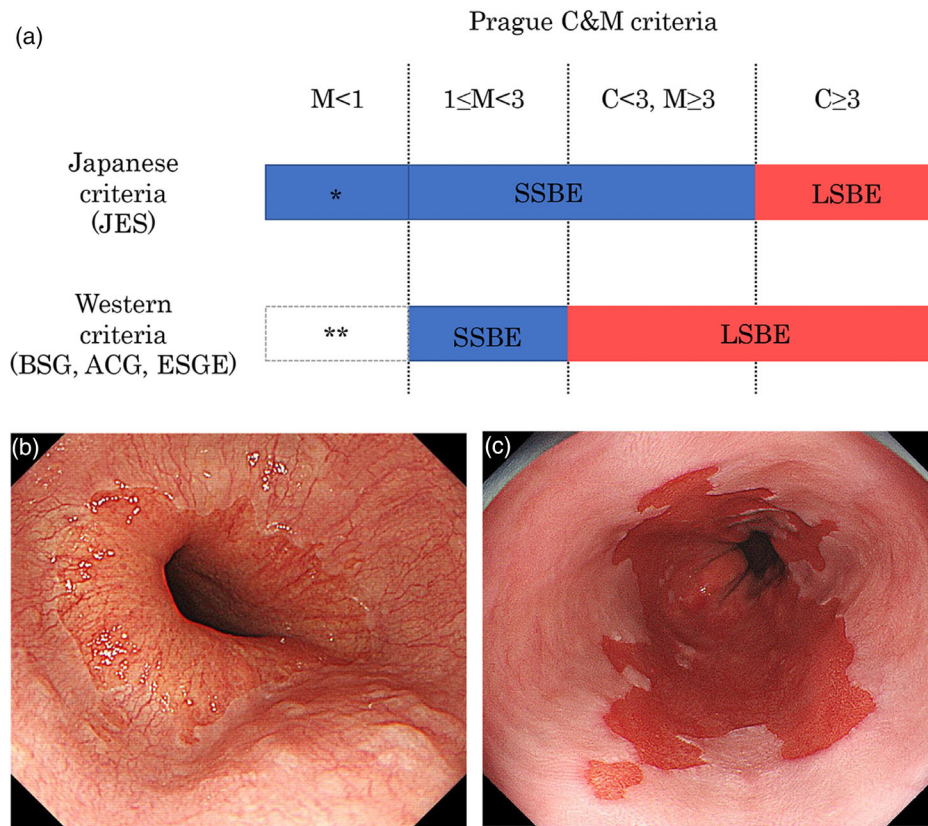 (a)
Prague C&M criteria
M<1 1≤M<3 C<3, M≥3 C≥3
Japanese
criteria
(JES)
* SSBE LSBE
Western
criteria
(BSG, ACG, ESGE)
** SSBE LSBE
(b)
(c)